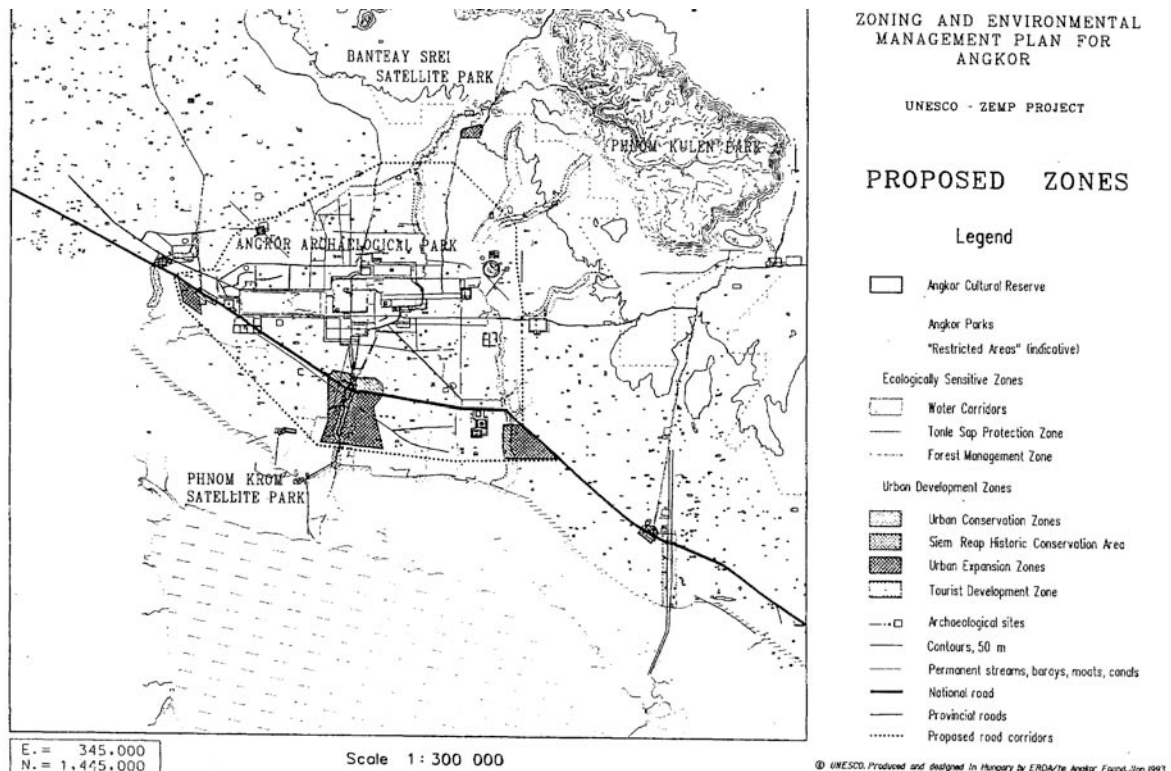 BANTEAY SREI
SATELLITE PARK
PHNOM KULEN PARK
ANGKOR ARCHAELOGICAL PARK
PHNOM KROM
SATELLITE PARK
E. = 345.000
N. = 1,445.000
Scale 1:300 000
ZONING AND ENVIRONMENTAL
MANAGEMENT PLAN FOR
ANGKOR
UNESCO - ZEMP PROJECT
PROPOSED ZONES
Legend
Angkor Cultural Reserve
Angkor Parks
"Restricted Areas" (indicative)
Ecologically Sensitive Zones
Water Corridors
Tonle Sap Protection Zone
Forest Management Zone
Urban Development Zones
Urban Conservation Zones
Siem Reap Historic Conservation Area
Urban Expansion Zones
Tourist Development Zone
Archaeological sites
Contours, 50 m
Permanent streams, barays, moats, canals
National road
Provincial roads
Proposed road corridors
© UNESCO. Produced and designed in Hungary by Angkor 1993